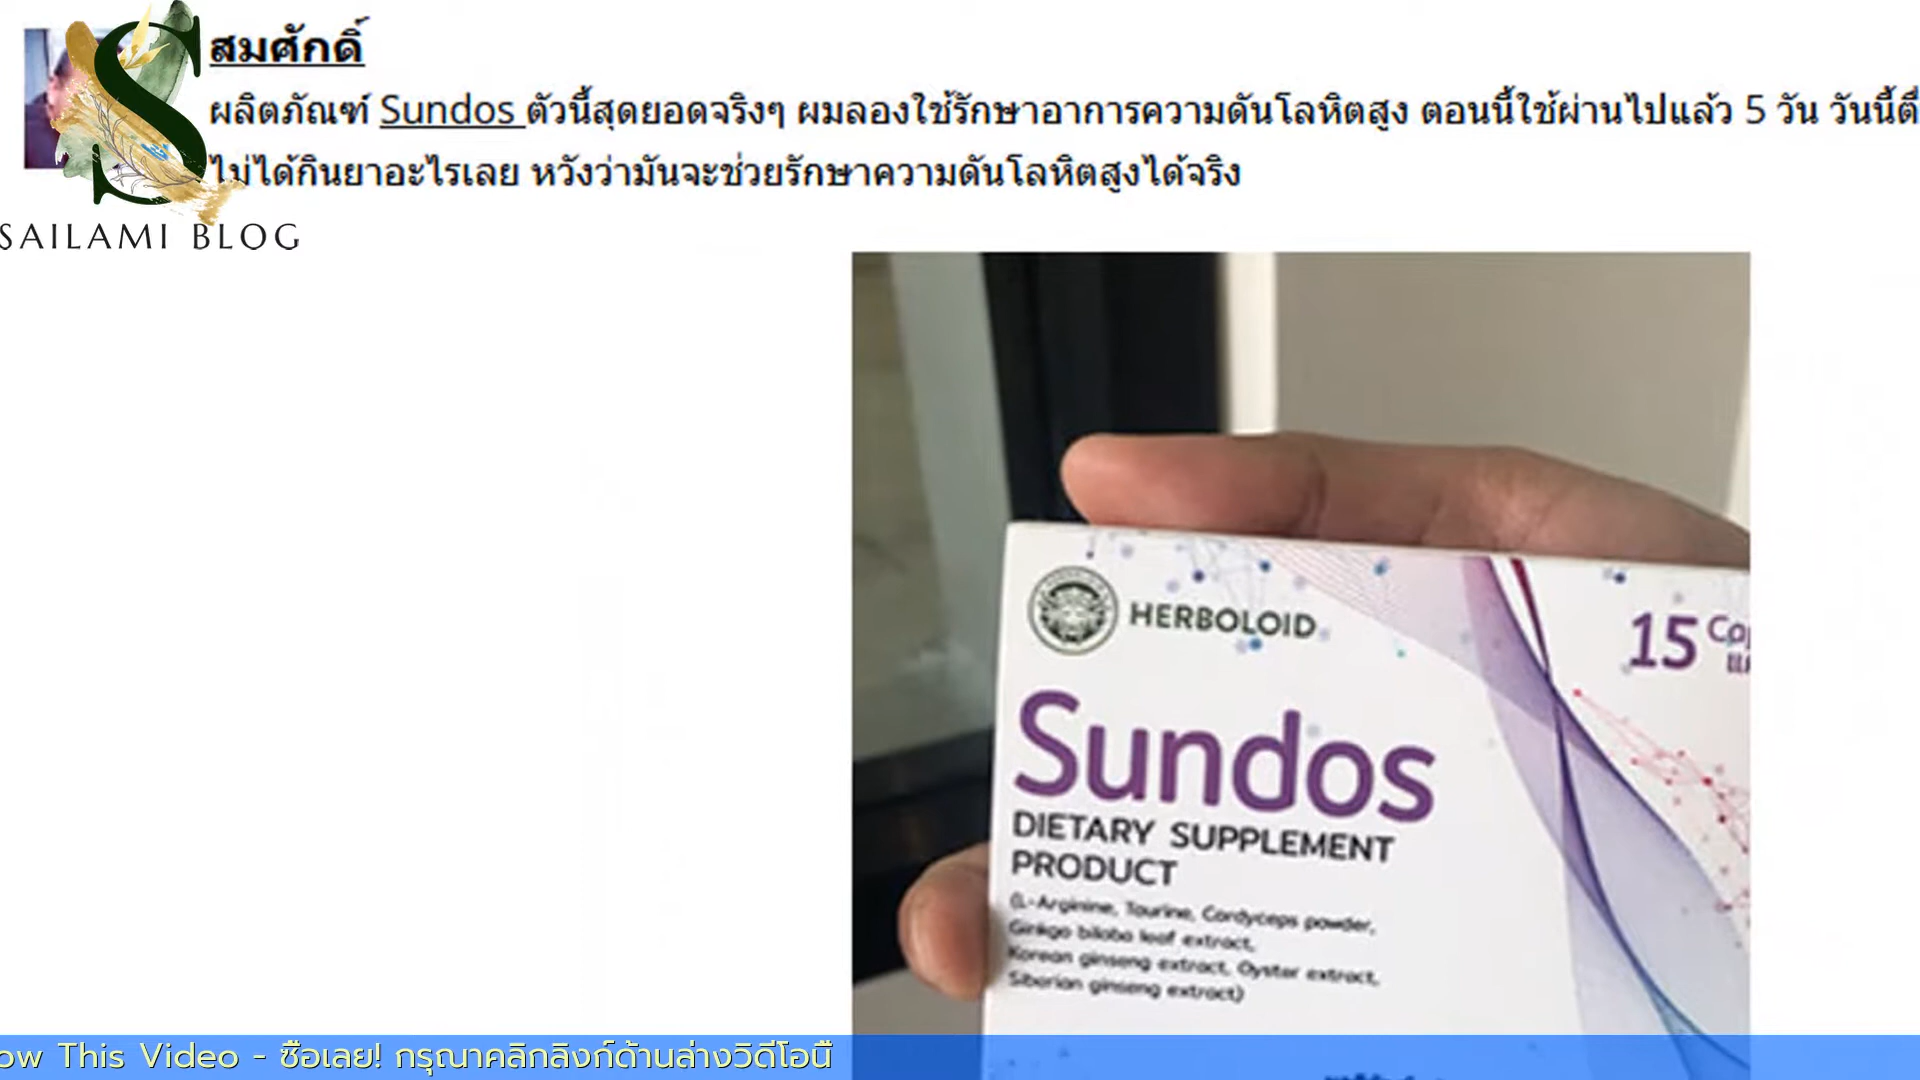 สมศักดิ์
ผลิตภัณฑ์ Sundos ตัวนี้สุดยอดจริงๆ ผมลองใช้รักษาอาการความดันโลหิตสูง ตอนนี้ใช้ผ่านไปแล้ว 5 วัน วันนี้ตื่
ไม่ได้กินยาอะไรเลย หวังว่ามันจะช่วยรักษาความดันโลหิตสูงได้จริง
S
SAILAMI BLOG
HERBOLOID
15
Sundos
DIETARY SUPPLEMENT
PRODUCT
(L-Arginine, Taurine, Cordyceps powder,
Ginkgo biloba leaf extract,
Korean ginseng extract, Oyster extract,
Siberian ginseng extract)
ow This Video - ซื้อเลย! กรุณาคลิกลิงก์ด้านล่างวิดีโอนี้